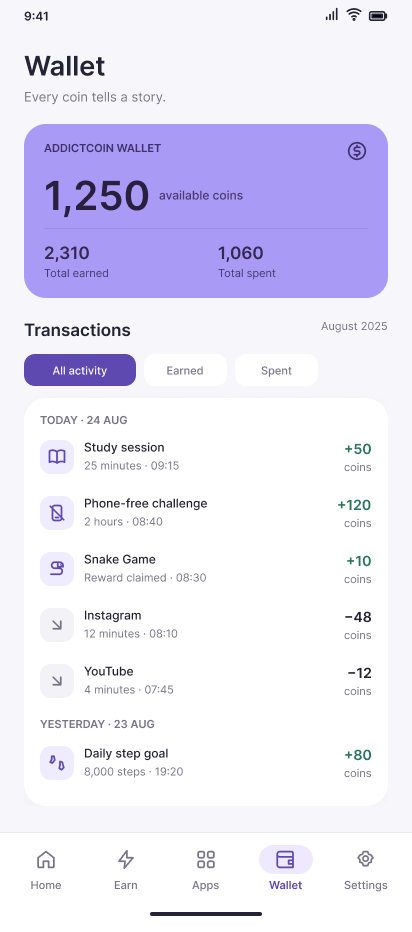 9:41
Wallet
Every coin tells a story.
ADDICTCOIN WALLET
1,250 available coins
2,310 1,060
Total earned Total spent
Transactions August 2025
All activity Earned Spent
TODAY · 24 AUG
Study session +50
25 minutes · 09:15 coins
Phone-free challenge +120
2 hours · 08:40 coins
Snake Game +10
Reward claimed · 08:30 coins
Instagram −48
12 minutes · 08:10 coins
YouTube −12
4 minutes · 07:45 coins
YESTERDAY · 23 AUG
Daily step goal +80
8,000 steps · 19:20 coins
Home Earn Apps Wallet Settings